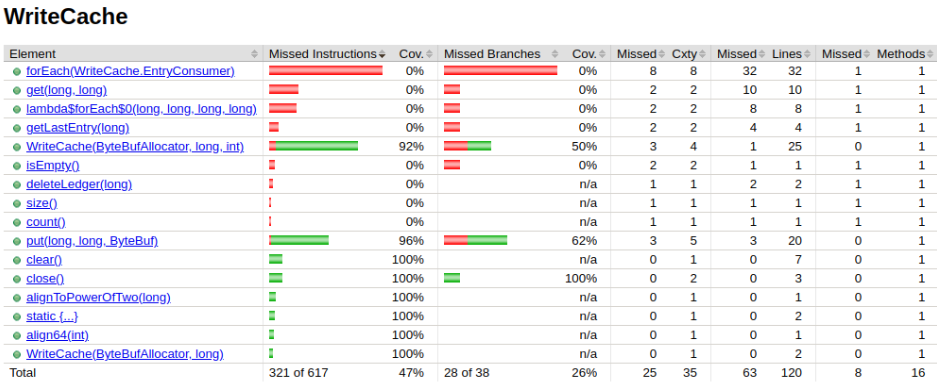 WriteCache
Element Missed Instructions Cov. Missed Branches Cov. Missed Cxty Missed Lines Missed Methods
forEach(WriteCache.EntryConsumer) 0% 0% 8 8 32 32 1 1
get(long, long) 0% 0% 2 2 10 10 1 1
lambda$forEach$0(long, long, long, long) 0% 0% 2 2 8 8 1 1
getLastEntry(long) 0% 0% 2 2 4 4 1 1
WriteCache(ByteBufAllocator, long, int) 92% 50% 3 4 1 25 0 1
isEmpty() 0% 0% 2 2 1 1 1 1
deleteLedger(long) 0% n/a 1 1 2 2 1 1
size() 0% n/a 1 1 1 1 1 1
count() 0% n/a 1 1 1 1 1 1
put(long, long, ByteBuf) 96% 62% 3 5 3 20 0 1
clear() 100% n/a 0 1 0 7 0 1
close() 100% 100% 0 2 0 3 0 1
alignToPowerOfTwo(long) 100% n/a 0 1 0 1 0 1
static {...} 100% n/a 0 1 0 2 0 1
align64(int) 100% n/a 0 1 0 1 0 1
WriteCache(ByteBufAllocator, long) 100% n/a 0 1 0 2 0 1
Total 321 of 617 47% 28 of 38 26% 25 35 63 120 8 16